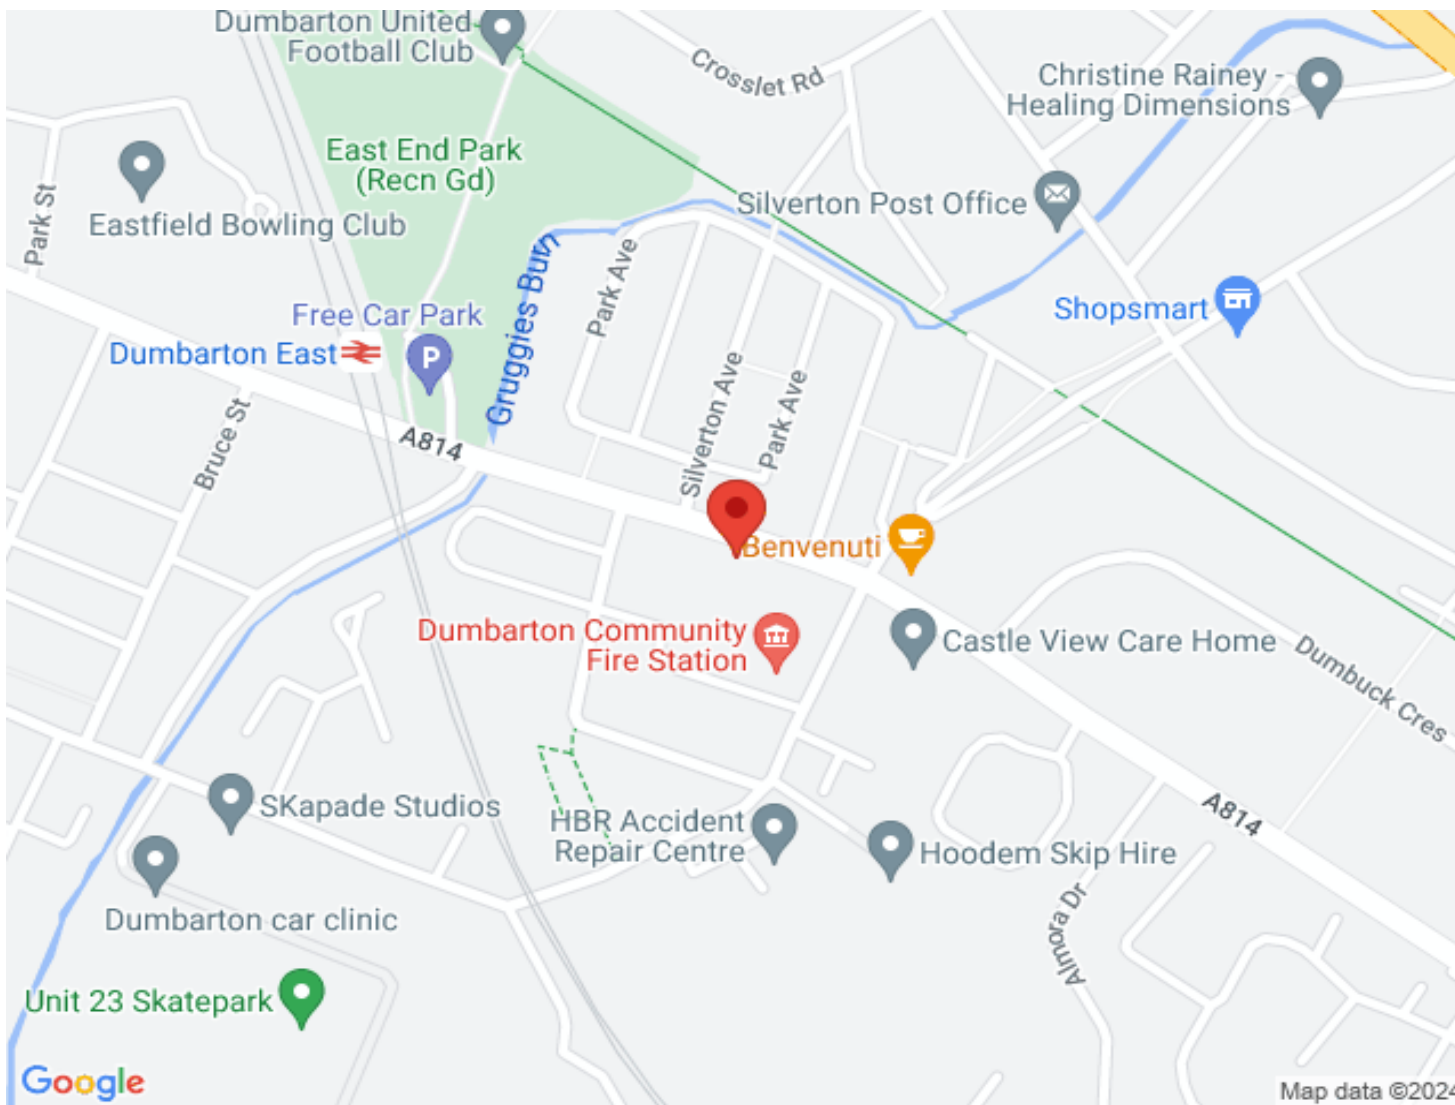 Dumbarton United
Football Club
Crosslet Rd
Christine Rainey -
Healing Dimensions
East End Park
(Recn Gd)
Park St
Eastfield Bowling Club
Silverton Post Office
Gruggies Burn
Park Ave
Free Car Park
P
Shopsmart
Dumbarton East
Silverton Ave
Park Ave
Bruce St
A814
Benvenuti
Dumbarton Community
Fire Station
Castle View Care Home
Dumbuck Cres
SKapade Studios
HBR Accident
Repair Centre
A814
Hoodem Skip Hire
Dumbarton car clinic
Almora Dr
Unit 23 Skatepark
Google
Map data ©2024